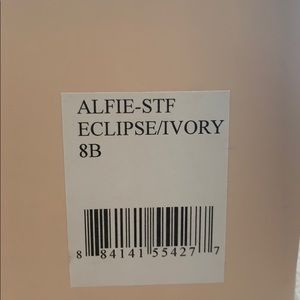 ALFIE-STF
ECLIPSE/IVORY
8B
8 84141 55427 7